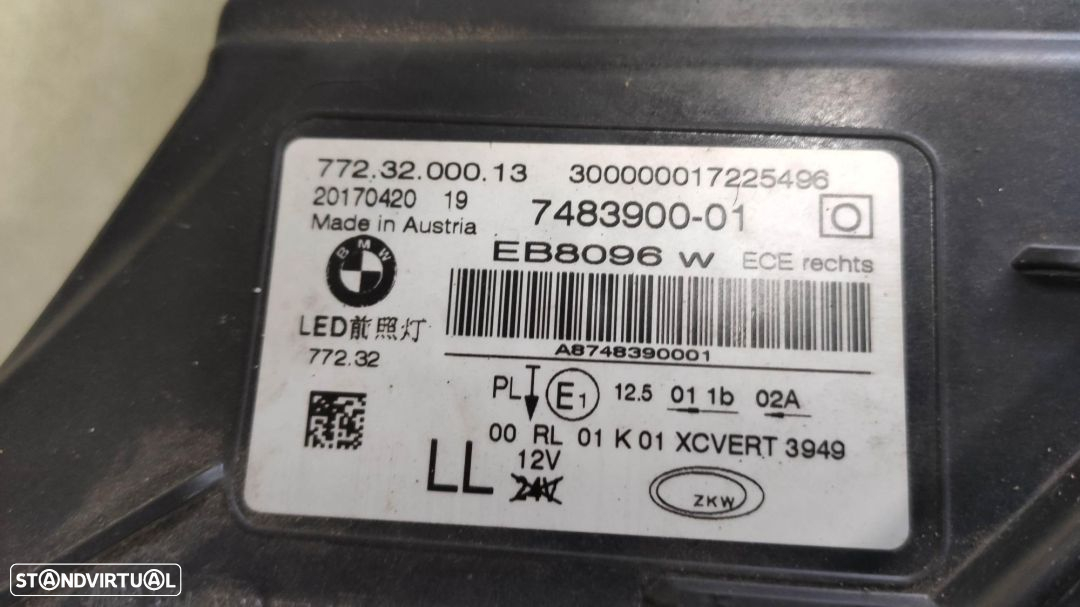 772.32.000.13 300000017225496
20170420 19 7483900-01
Made in Austria
EB8096 W ECE rechts
BMW
LED前照灯
A8748390001
772.32
PL E1 12.5 01 1b 02A
00 RL 01 K 01 XCVERT 3949
LL 12V
24V
ZKW
STANDVIRTUAL